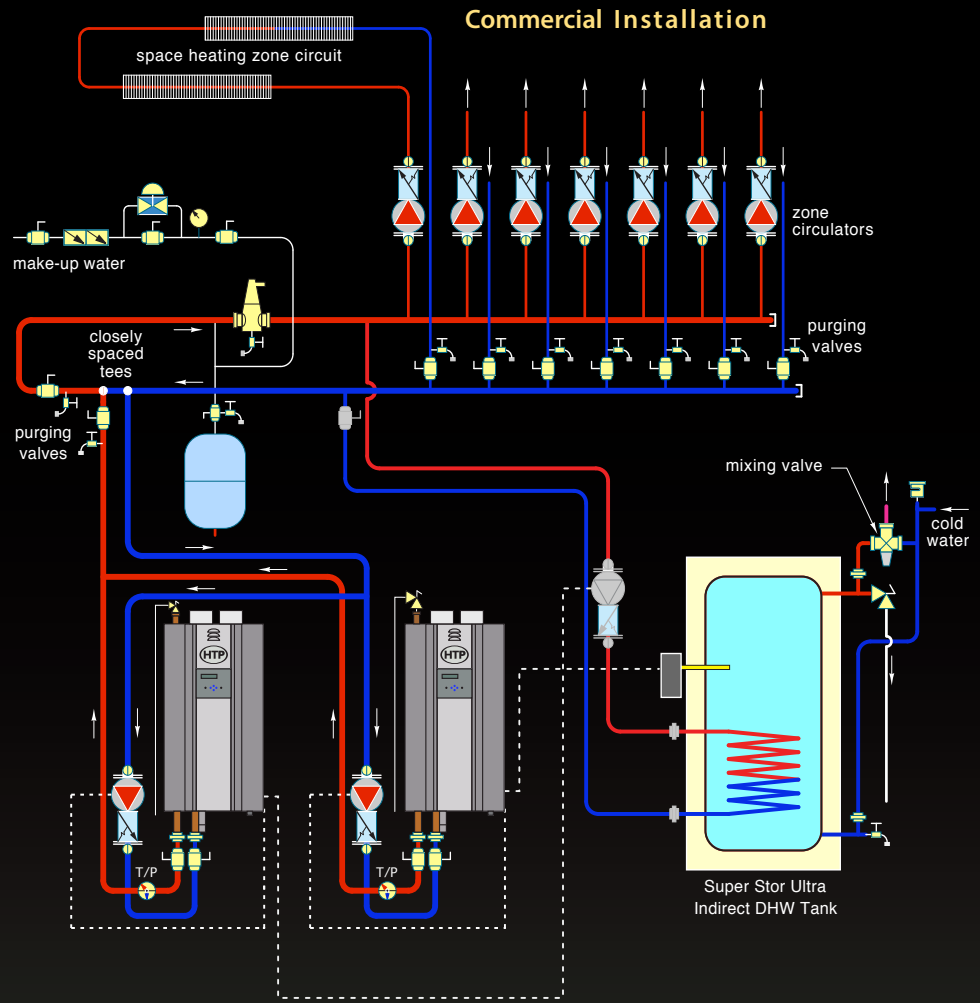 Commercial Installation
space heating zone circuit
zone
circulators
make-up water
closely
spaced
tees
purging
valves
purging
valves
mixing valve
cold
water
HTP
HTP
T/P
T/P
Super Stor Ultra
Indirect DHW Tank